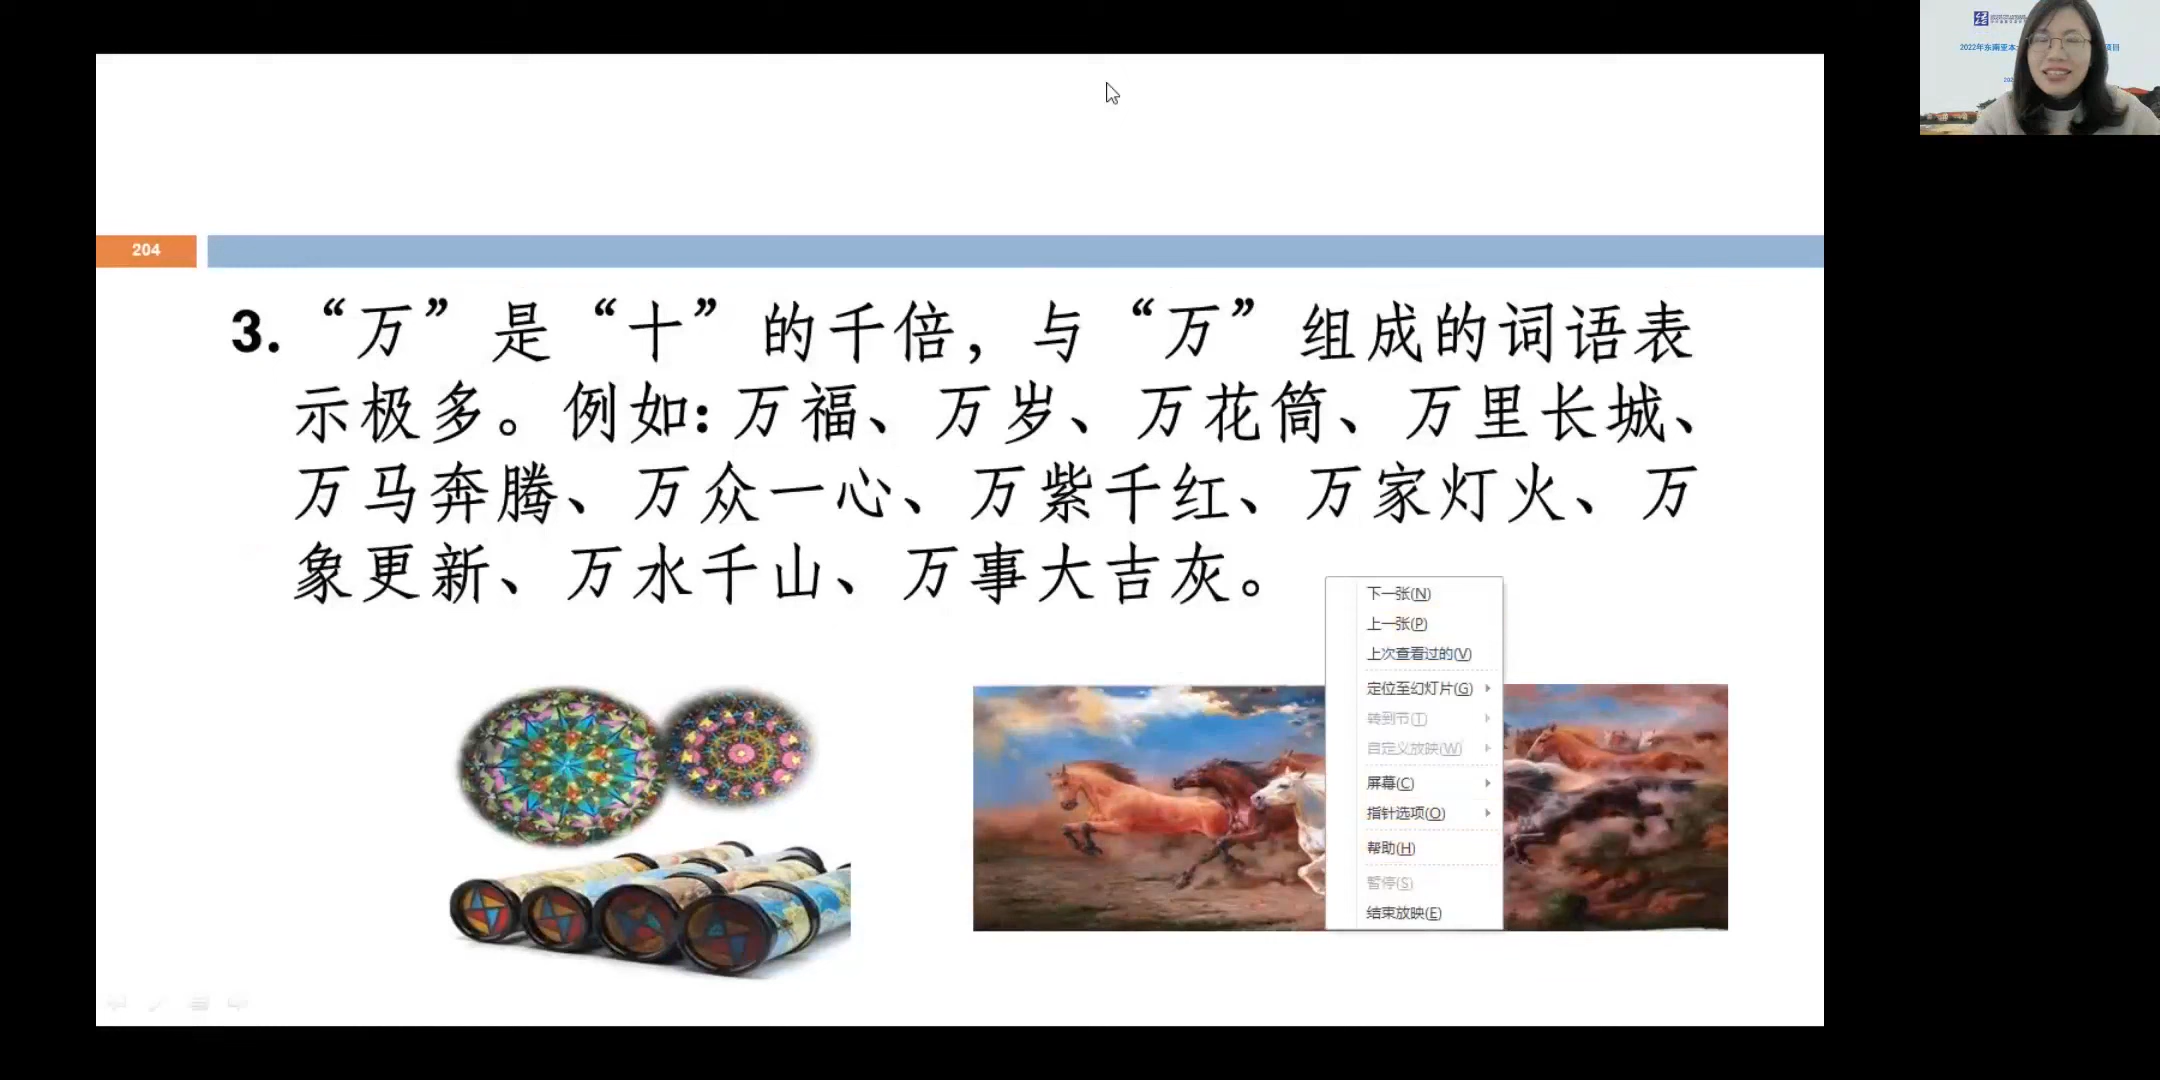 204
3. “万”是“十”的千倍，与“万”组成的词语表
示极多。例如:万福、万岁、万花筒、万里长城、
万马奔腾、万众一心、万紫千红、万家灯火、万
象更新、万水千山、万事大吉灰。
下一张(N)
上一张(P)
上次查看过的(V)
定位至幻灯片(G)
转到节(T)
自定义放映(W)
屏幕(C)
指针选项(O)
帮助(H)
暂停(S)
结束放映(E)
2022年东南亚本
项目
202